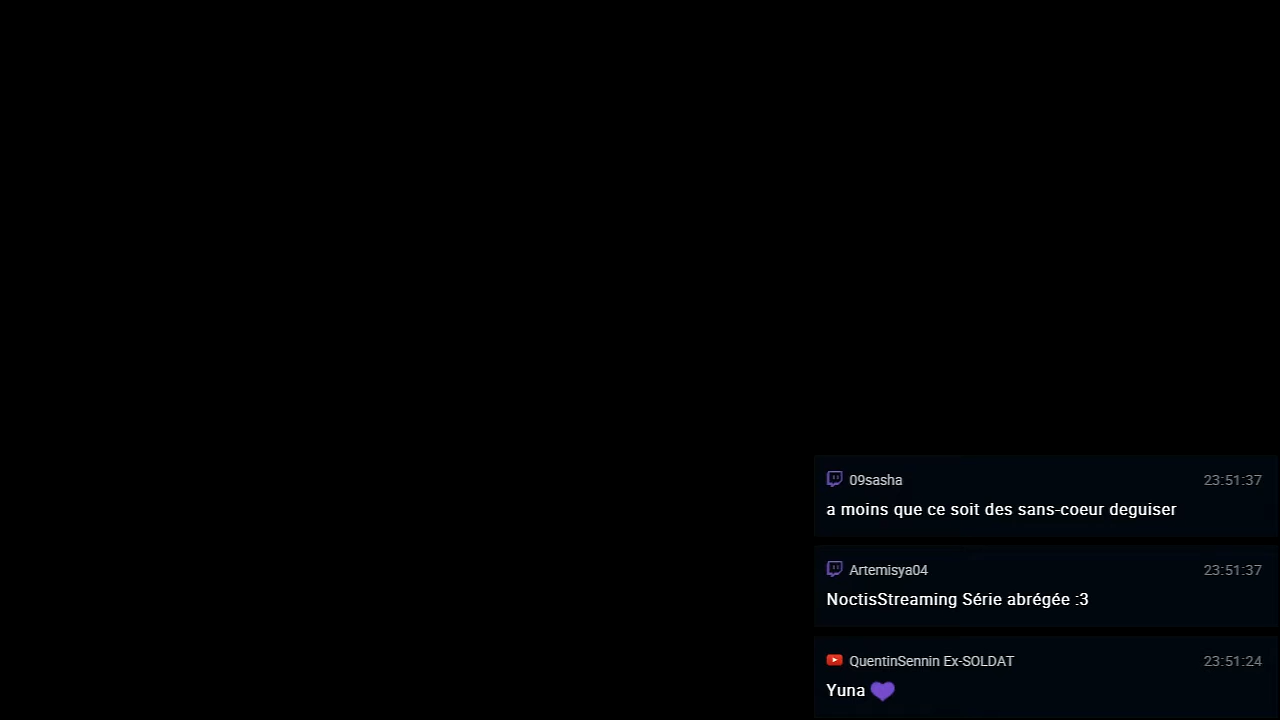 09sasha 23:51:37
a moins que ce soit des sans-coeur deguiser
Artemisya04 23:51:37
NoctisStreaming Série abrégée :3
QuentinSennin Ex-SOLDAT 23:51:24
Yuna 💜